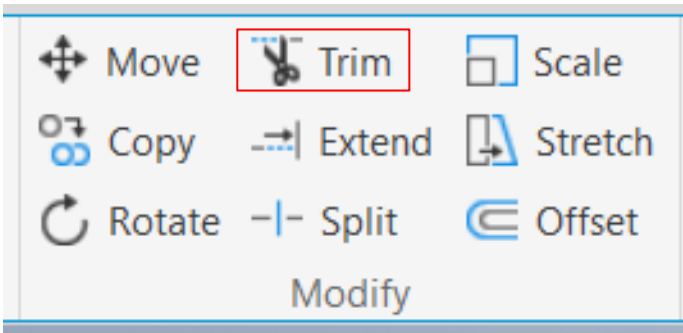 Move Trim Scale
Copy Extend Stretch
Rotate Split Offset
Modify